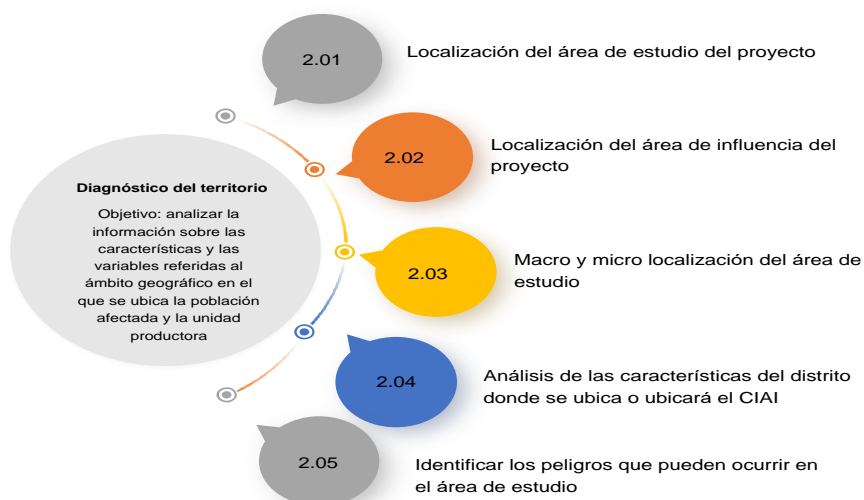 2.01
Localización del área de estudio del proyecto
2.02
Localización del área de influencia del
proyecto
Diagnóstico del territorio
Objetivo: analizar la
información sobre las
características y las
variables referidas al
ámbito geográfico en el
que se ubica la población
afectada y la unidad
productora
2.03
Macro y micro localización del área de
estudio
2.04
Análisis de las características del distrito
donde se ubica o ubicará el CIAI
2.05
Identificar los peligros que pueden ocurrir en
el área de estudio